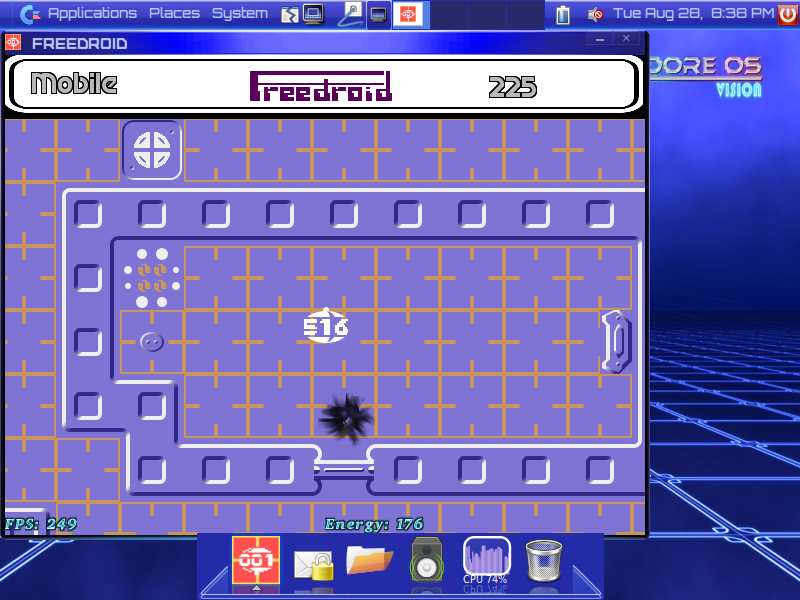 Applications Places System Tue Aug 28, 8:38 PM
FREEDROID
Mobile Freedroid 225
DORE OS
VISION
516
FPS: 249 Energy: 176
001
CPU 74%